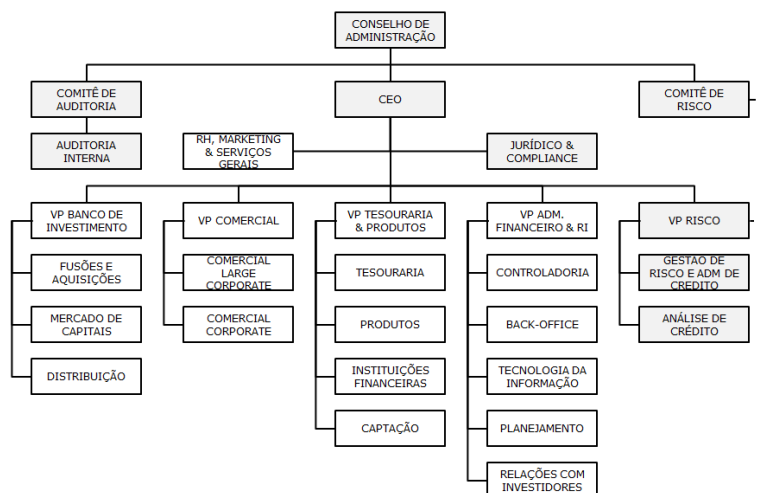 CONSELHO DE
ADMINISTRAÇÃO
COMITÊ DE
AUDITORIA
CEO
COMITÊ DE
RISCO
AUDITORIA
INTERNA
RH, MARKETING
& SERVIÇOS
GERAIS
JURÍDICO &
COMPLIANCE
VP BANCO DE
INVESTIMENTO
VP COMERCIAL
VP TESOURARIA
& PRODUTOS
VP ADM.
FINANCEIRO & RI
VP RISCO
FUSÕES E
AQUISIÇÕES
COMERCIAL
LARGE
CORPORATE
TESOURARIA
CONTROLADORIA
GESTÃO DE
RISCO E ADM DE
CREDITO
MERCADO DE
CAPITAIS
COMERCIAL
CORPORATE
PRODUTOS
BACK-OFFICE
ANÁLISE DE
CRÉDITO
DISTRIBUIÇÃO
INSTITUIÇÕES
FINANCEIRAS
TECNOLOGIA DA
INFORMAÇÃO
CAPTAÇÃO
PLANEJAMENTO
RELAÇÕES COM
INVESTIDORES